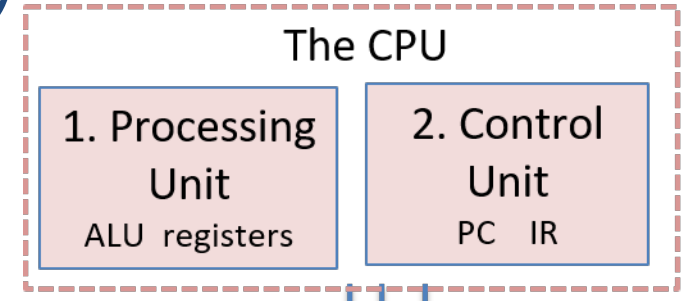 The CPU
1. Processing
Unit
ALU registers
2. Control
Unit
PC IR